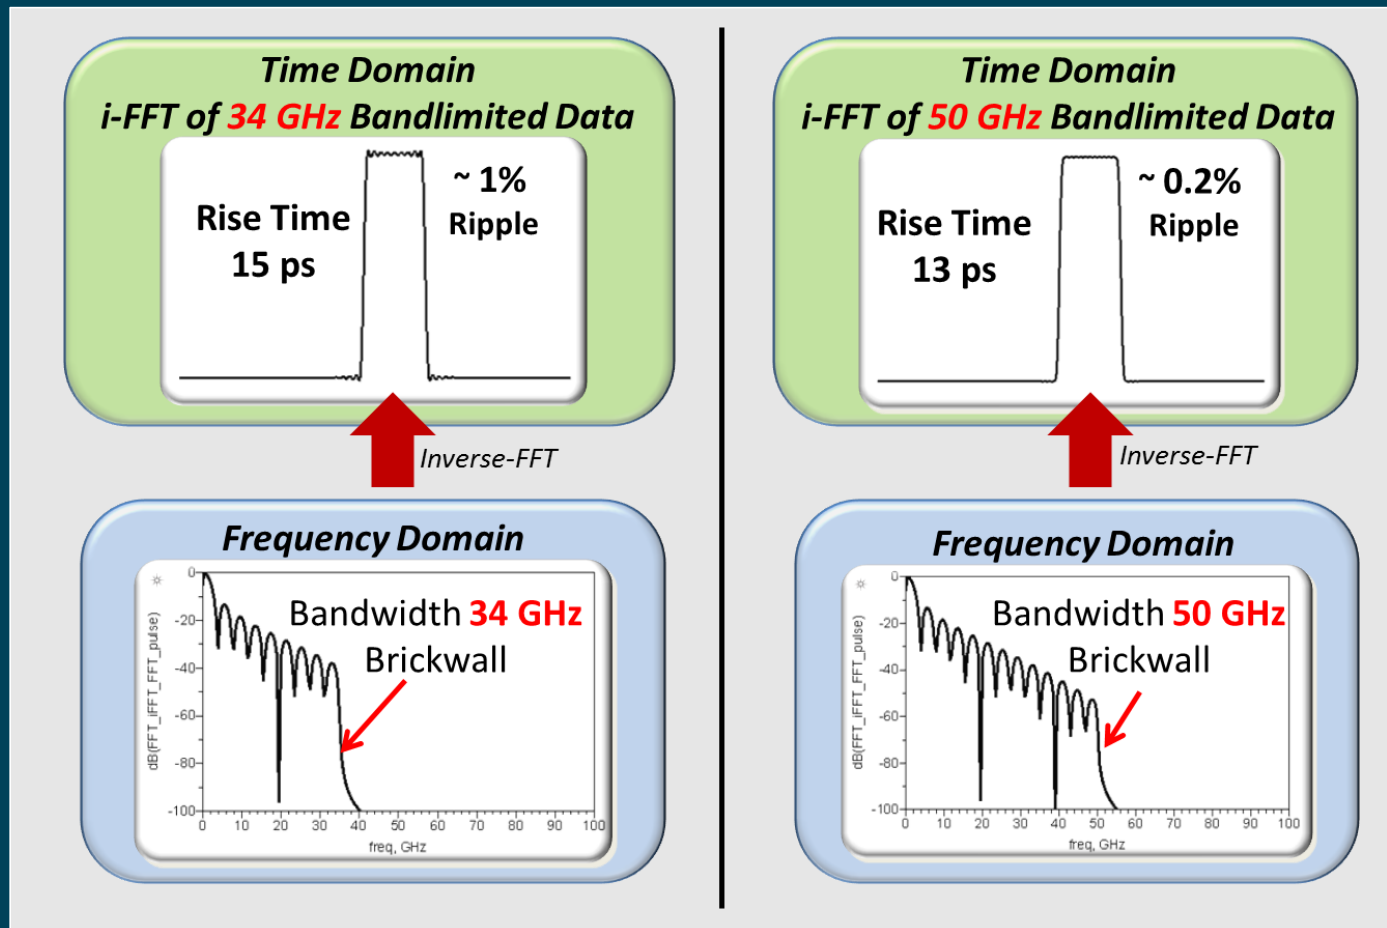 Time Domain
i-FFT of 34 GHz Bandlimited Data
Rise Time
15 ps
~ 1%
Ripple
Inverse-FFT
Frequency Domain
Bandwidth 34 GHz
Brickwall
dB(FFT_iFFT_FFT_pulse)
0
-20
-40
-60
-80
-100
0 10 20 30 40 50 60 70 80 90 100
freq, GHz
Time Domain
i-FFT of 50 GHz Bandlimited Data
Rise Time
13 ps
~ 0.2%
Ripple
Inverse-FFT
Frequency Domain
Bandwidth 50 GHz
Brickwall
dB(FFT_iFFT_FFT_pulse)
0
-20
-40
-60
-80
-100
0 10 20 30 40 50 60 70 80 90 100
freq, GHz